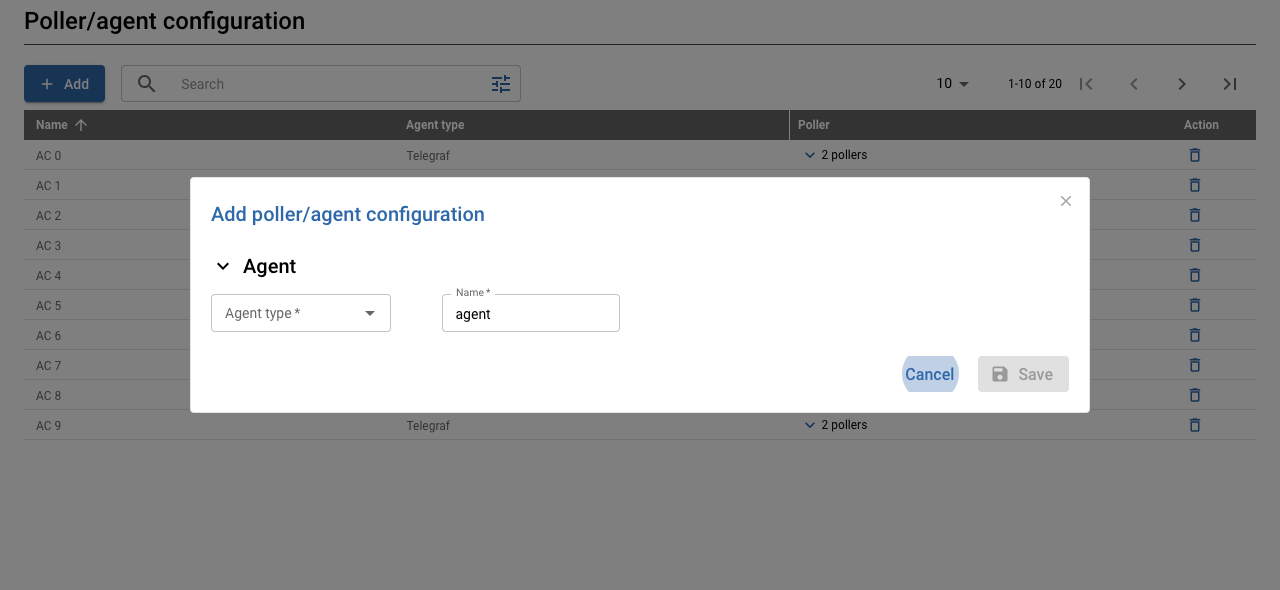 Poller/agent configuration
Add
Search
10
1-10 of 20
Name Agent type Poller Action
AC 0 Telegraf 2 pollers
AC 1
AC 2
AC 3
AC 4
AC 5
AC 6
AC 7
AC 8
AC 9 Telegraf 2 pollers
Add poller/agent configuration
Agent
Agent type *
Name *
agent
Cancel
Save